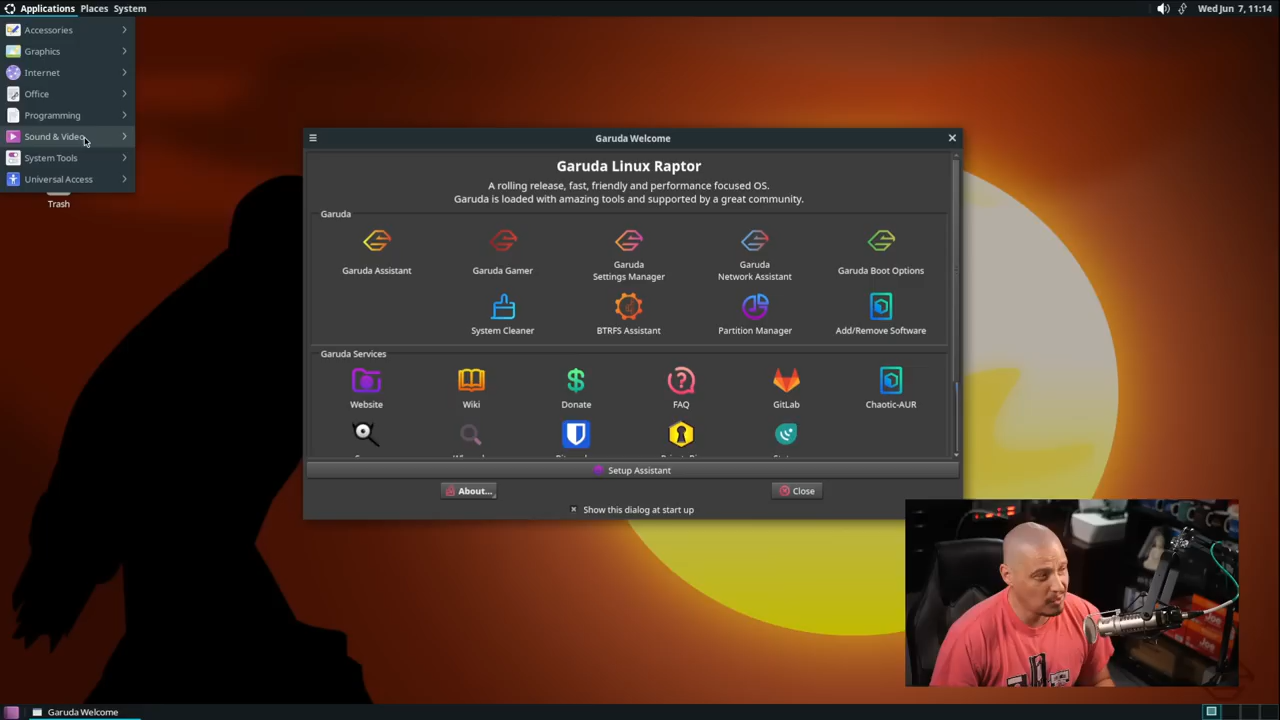 Applications Places System
Wed Jun 7, 11:14
Accessories
Graphics
Internet
Office
Programming
Sound & Video
System Tools
Universal Access
Trash
Garuda Welcome
Garuda Linux Raptor
A rolling release, fast, friendly and performance focused OS.
Garuda is loaded with amazing tools and supported by a great community.
Garuda
Garuda Assistant
Garuda Gamer
Garuda
Settings Manager
Garuda
Network Assistant
Garuda Boot Options
System Cleaner
BTRFS Assistant
Partition Manager
Add/Remove Software
Garuda Services
Website
Wiki
Donate
FAQ
GitLab
Chaotic-AUR
Setup Assistant
About...
Close
Show this dialog at start up
Garuda Welcome